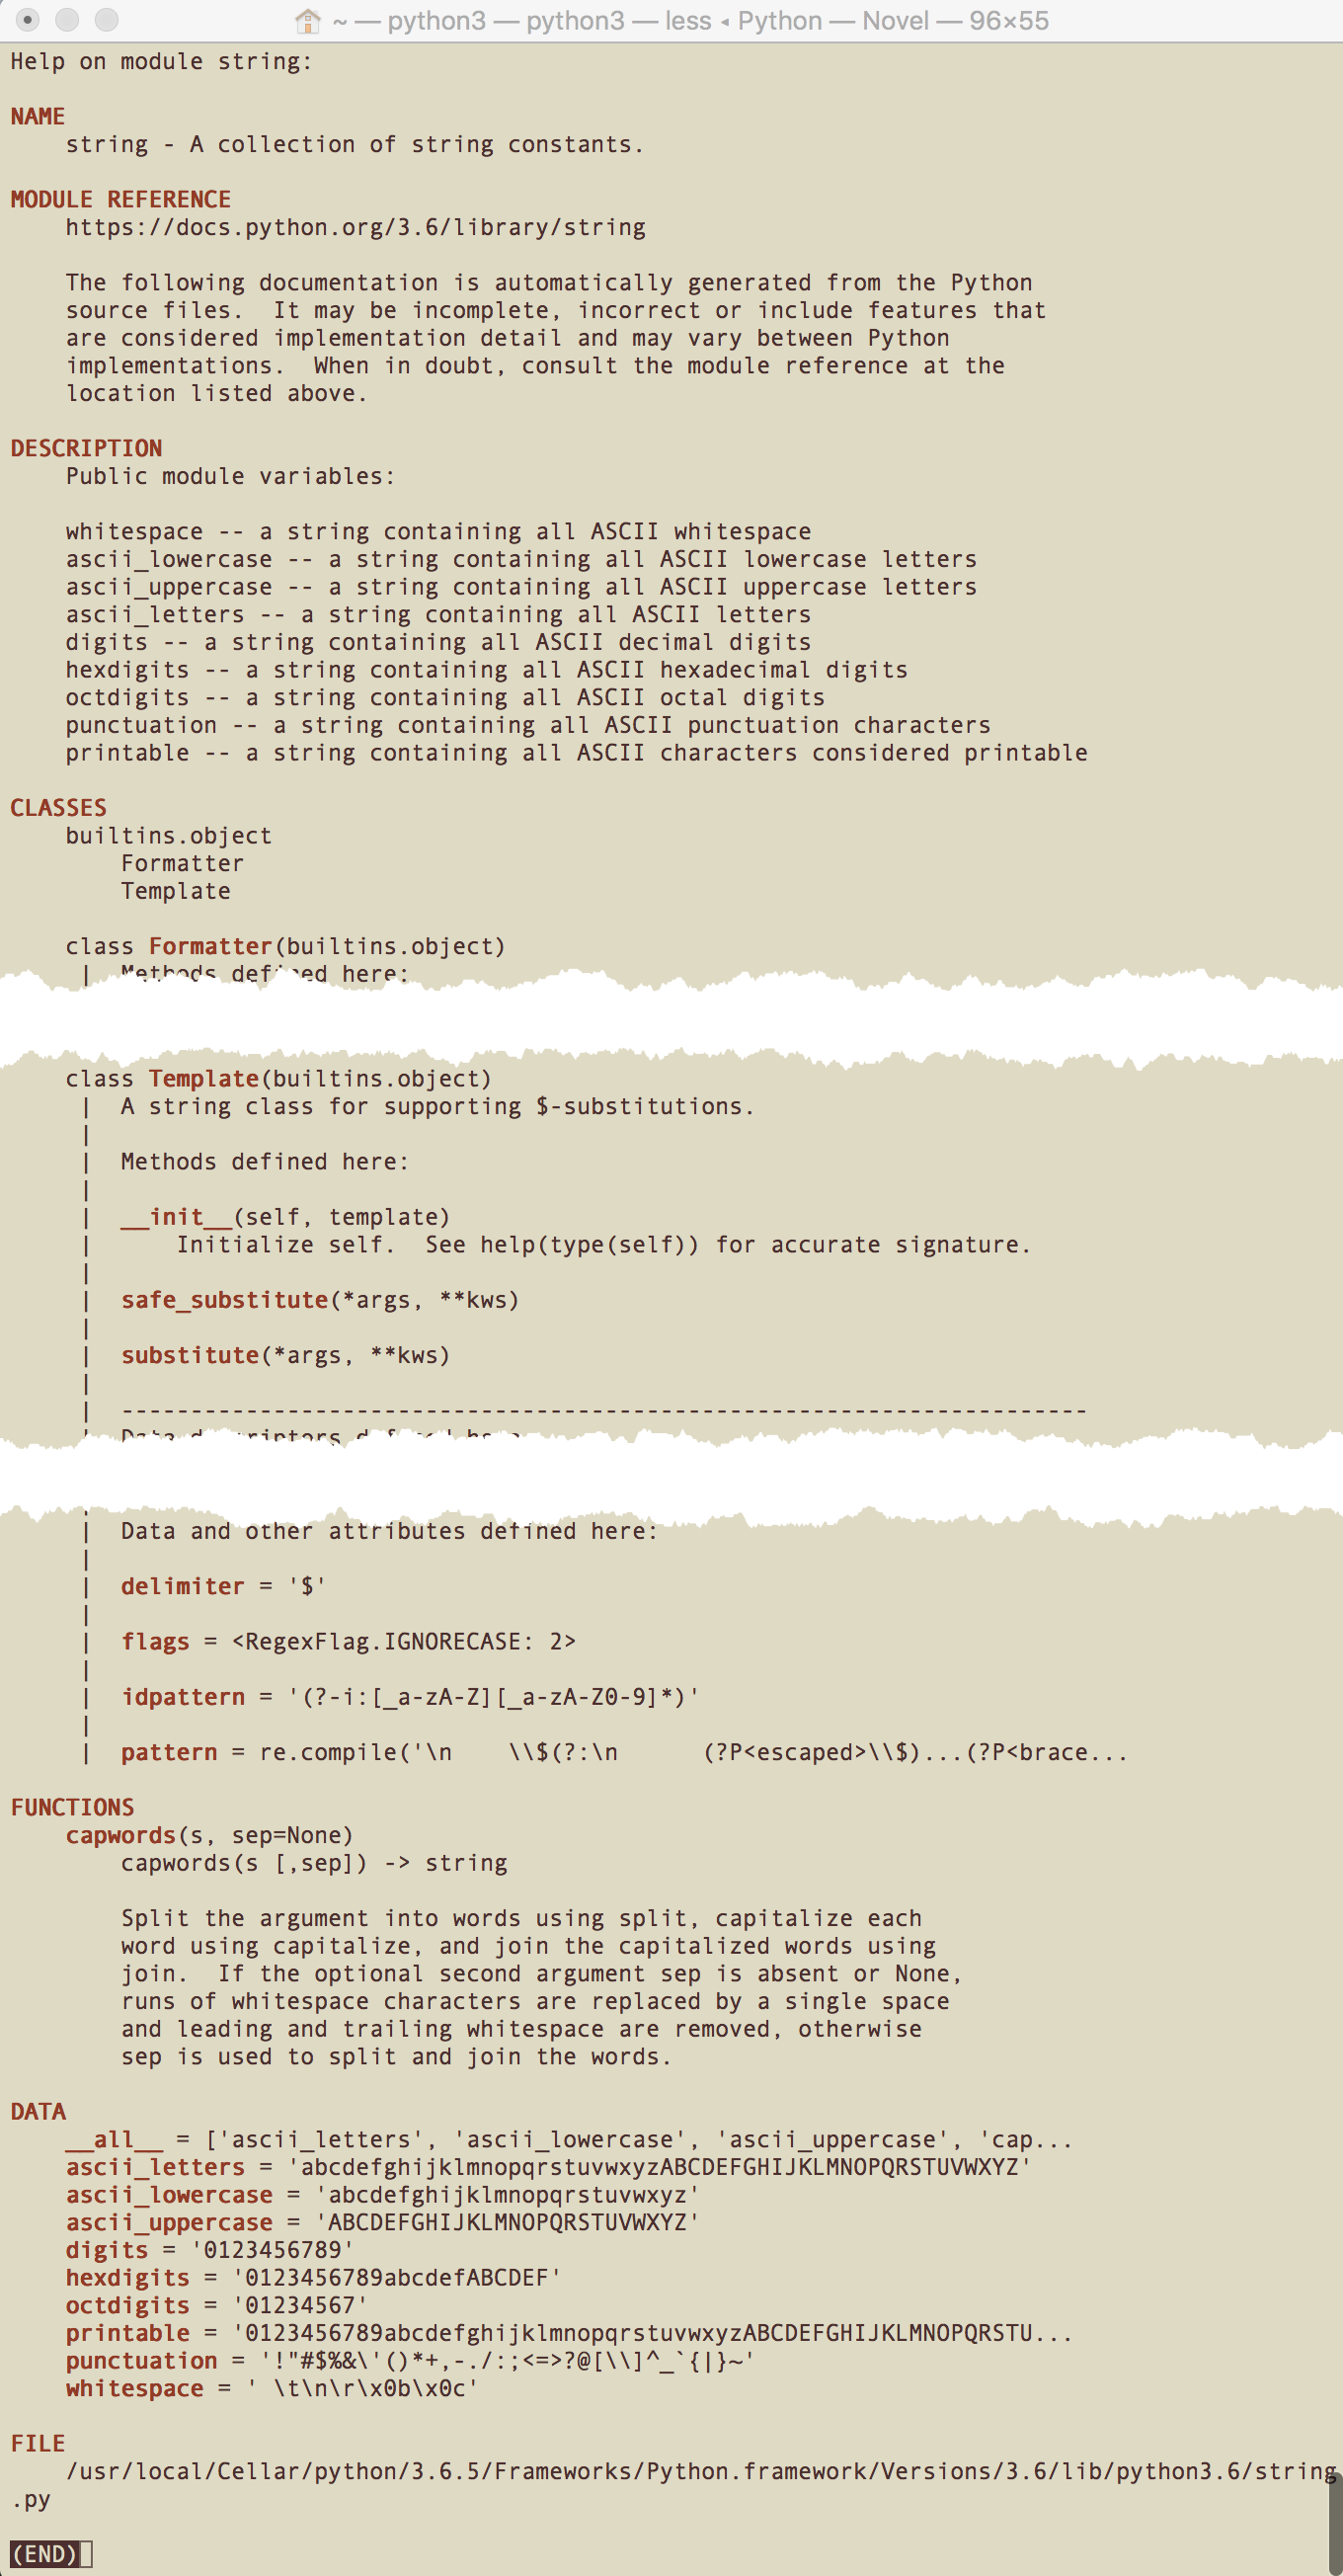 ~ — python3 — python3 — less ◂ Python — Novel — 96×55
Help on module string:
NAME
    string - A collection of string constants.
MODULE REFERENCE
    https://docs.python.org/3.6/library/string
    The following documentation is automatically generated from the Python
    source files.  It may be incomplete, incorrect or include features that
    are considered implementation detail and may vary between Python
    implementations.  When in doubt, consult the module reference at the
    location listed above.
DESCRIPTION
    Public module variables:
    whitespace -- a string containing all ASCII whitespace
    ascii_lowercase -- a string containing all ASCII lowercase letters
    ascii_uppercase -- a string containing all ASCII uppercase letters
    ascii_letters -- a string containing all ASCII letters
    digits -- a string containing all ASCII decimal digits
    hexdigits -- a string containing all ASCII hexadecimal digits
    octdigits -- a string containing all ASCII octal digits
    punctuation -- a string containing all ASCII punctuation characters
    printable -- a string containing all ASCII characters considered printable
CLASSES
    builtins.object
        Formatter
        Template
    class Formatter(builtins.object)
     |  Methods defined here:
    class Template(builtins.object)
     |  A string class for supporting $-substitutions.
     |
     |  Methods defined here:
     |
     |  __init__(self, template)
     |      Initialize self.  See help(type(self)) for accurate signature.
     |
     |  safe_substitute(*args, **kws)
     |
     |  substitute(*args, **kws)
     |
     |  ----------------------------------------------------------------------
     |  Data descriptors defined here:
     |  Data and other attributes defined here:
     |
     |  delimiter = '$'
     |
     |  flags = <RegexFlag.IGNORECASE: 2>
     |
     |  idpattern = '(?-i:[_a-zA-Z][_a-zA-Z0-9]*)'
     |
     |  pattern = re.compile('\n    \\$(?:\n      (?P<escaped>\\$)...(?P<brace...
FUNCTIONS
    capwords(s, sep=None)
        capwords(s [,sep]) -> string
        Split the argument into words using split, capitalize each
        word using capitalize, and join the capitalized words using
        join.  If the optional second argument sep is absent or None,
        runs of whitespace characters are replaced by a single space
        and leading and trailing whitespace are removed, otherwise
        sep is used to split and join the words.
DATA
    __all__ = ['ascii_letters', 'ascii_lowercase', 'ascii_uppercase', 'cap...
    ascii_letters = 'abcdefghijklmnopqrstuvwxyzABCDEFGHIJKLMNOPQRSTUVWXYZ'
    ascii_lowercase = 'abcdefghijklmnopqrstuvwxyz'
    ascii_uppercase = 'ABCDEFGHIJKLMNOPQRSTUVWXYZ'
    digits = '0123456789'
    hexdigits = '0123456789abcdefABCDEF'
    octdigits = '01234567'
    printable = '0123456789abcdefghijklmnopqrstuvwxyzABCDEFGHIJKLMNOPQRSTU...
    punctuation = '!"#$%&\'()*+,-./:;<=>?@[\\]^_`{|}~'
    whitespace = ' \t\n\r\x0b\x0c'
FILE
    /usr/local/Cellar/python/3.6.5/Frameworks/Python.framework/Versions/3.6/lib/python3.6/string
.py
(END)